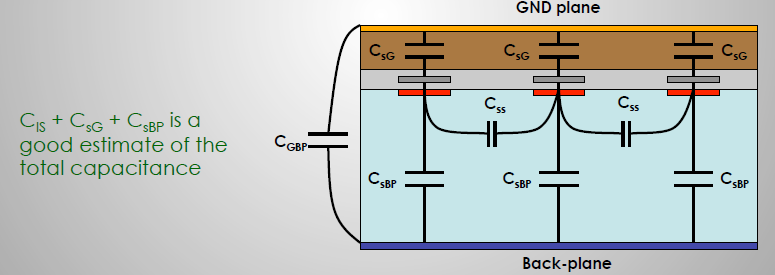 GND plane
CsG CsG CsG
CIS + CsG + CsBP is a
good estimate of the
total capacitance
Css Css
CGBP
CsBP CsBP CsBP
Back-plane